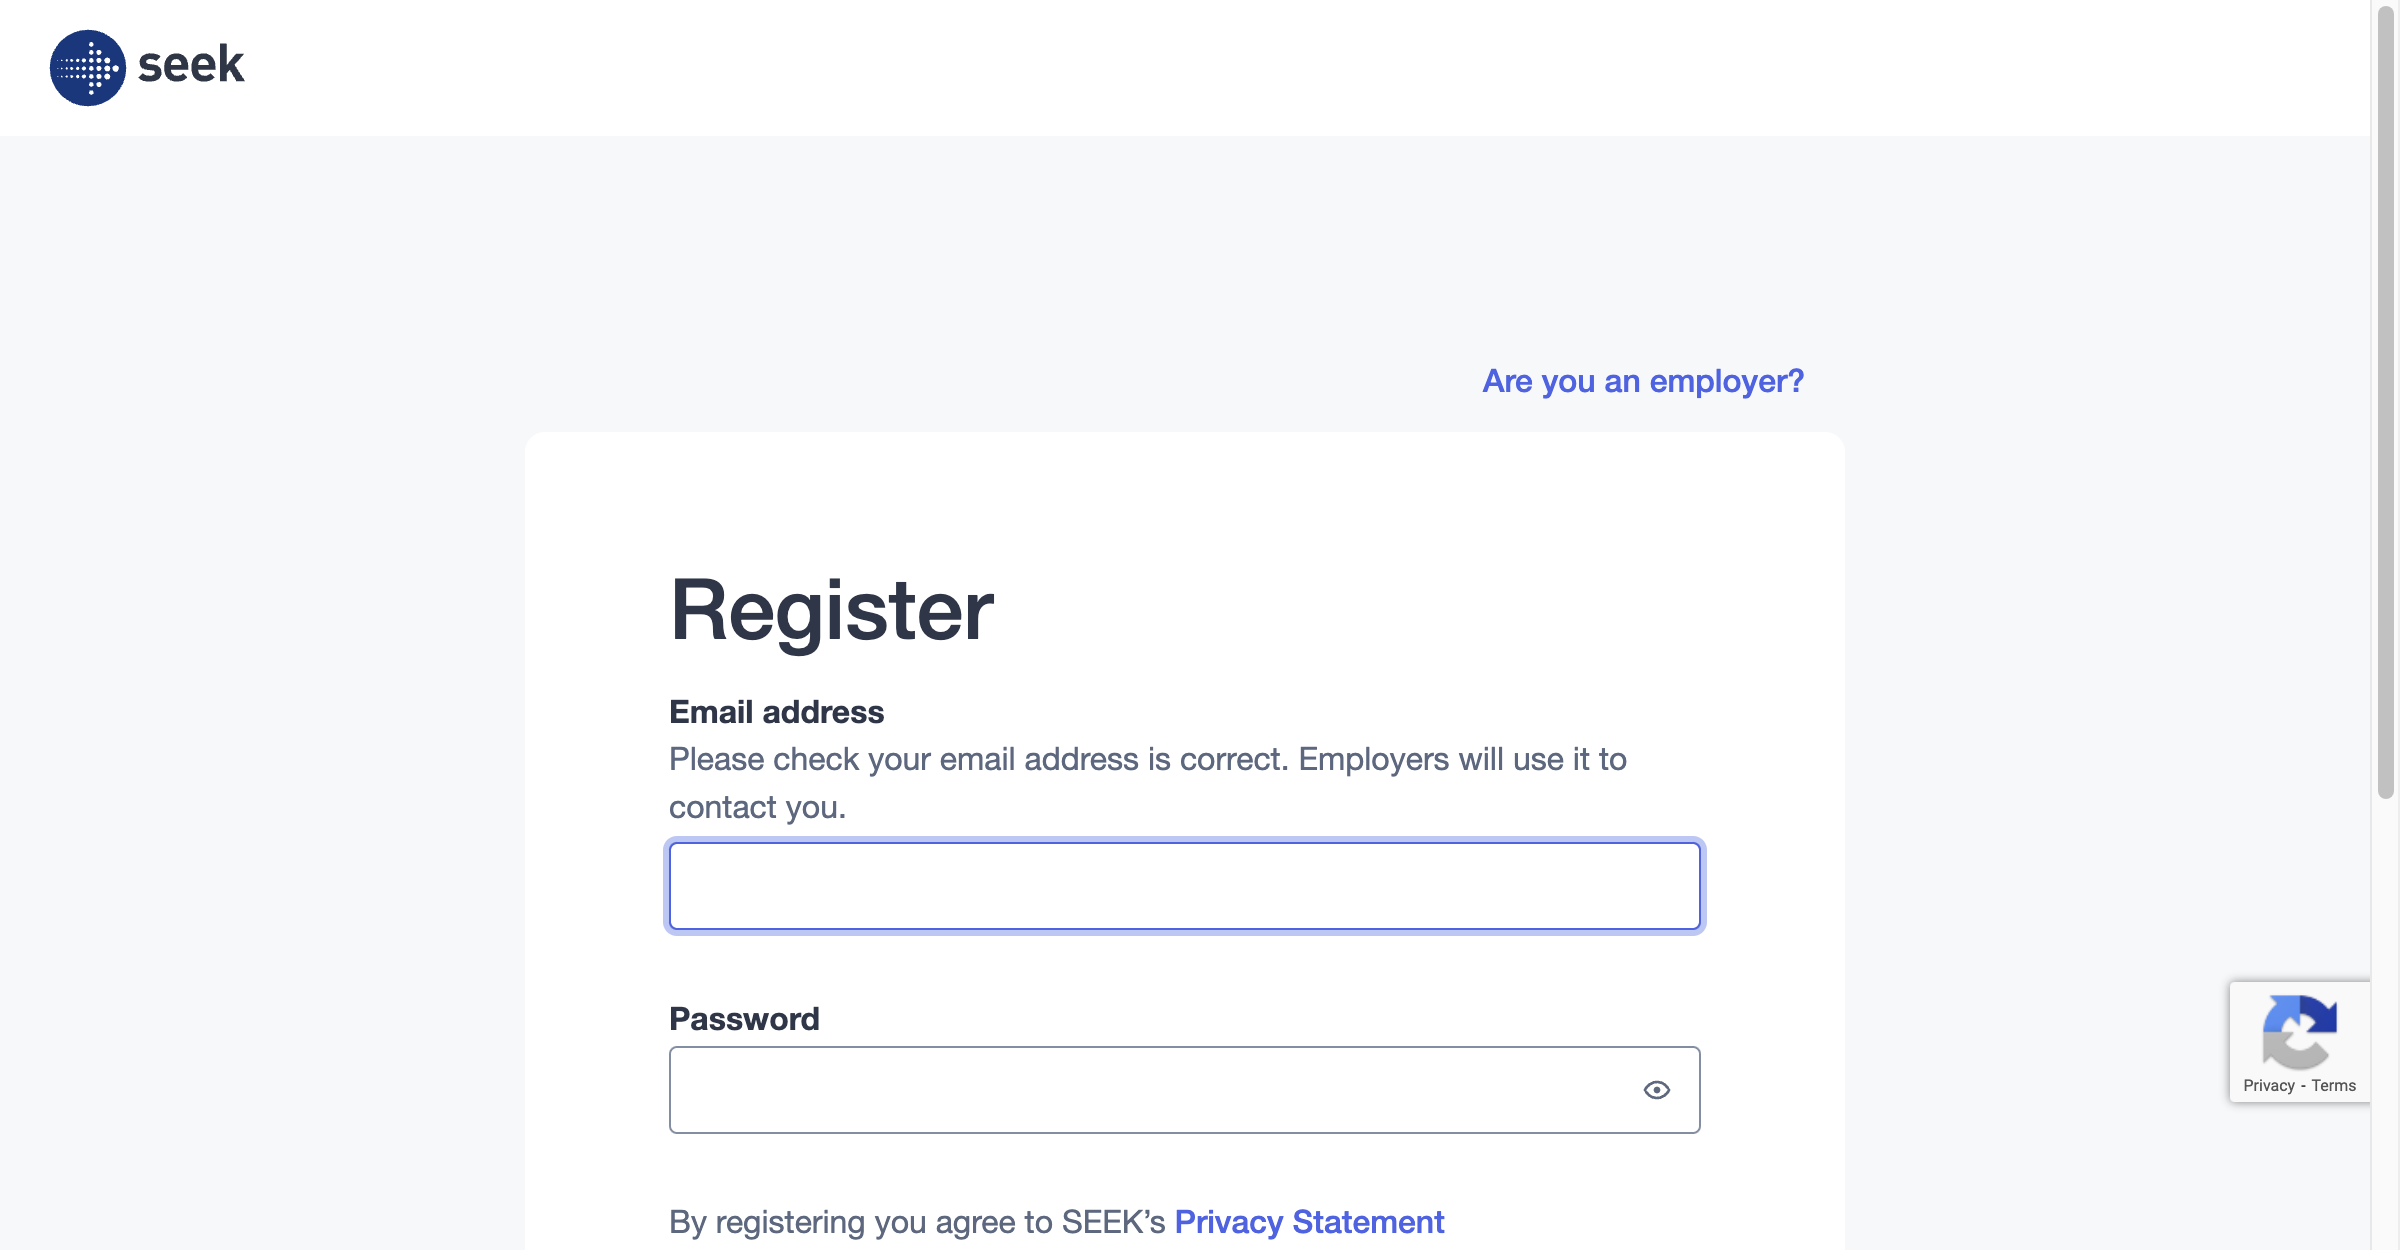 seek
Are you an employer?
Register
Email address
Please check your email address is correct. Employers will use it to
contact you.
Password
Privacy - Terms
By registering you agree to SEEK’s Privacy Statement